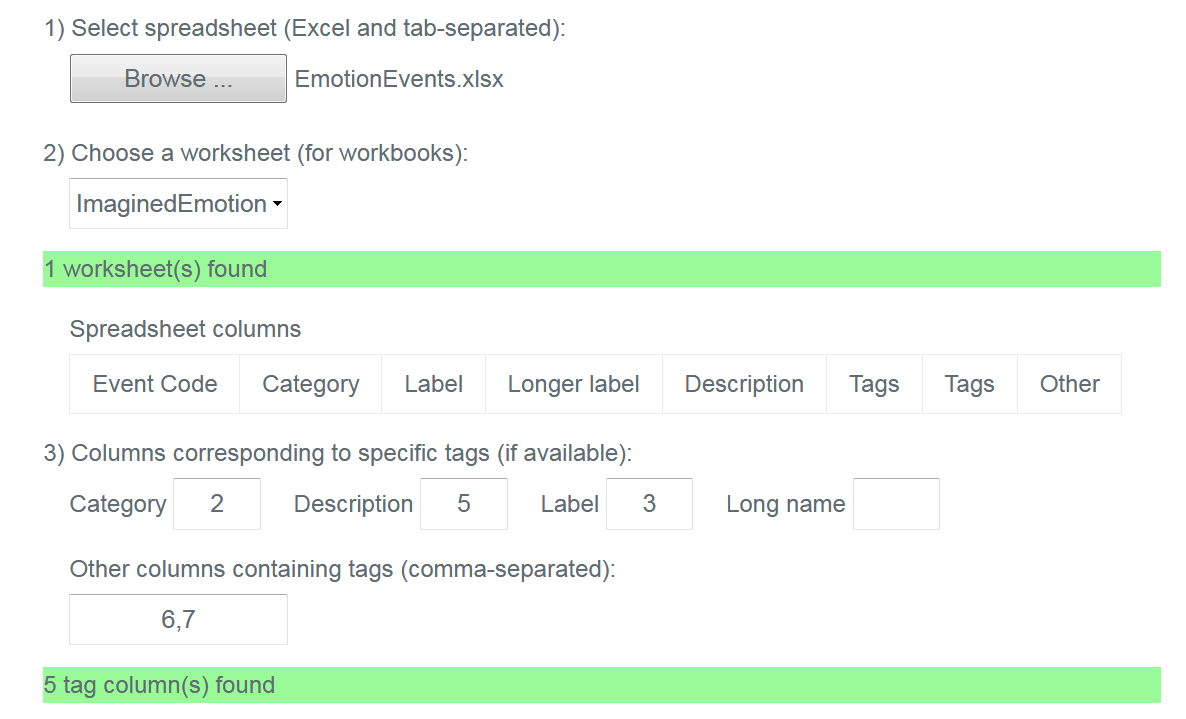 1) Select spreadsheet (Excel and tab-separated):
Browse ... EmotionEvents.xlsx
2) Choose a worksheet (for workbooks):
ImaginedEmotion
1 worksheet(s) found
Spreadsheet columns
Event Code Category Label Longer label Description Tags Tags Other
3) Columns corresponding to specific tags (if available):
Category 2 Description 5 Label 3 Long name
Other columns containing tags (comma-separated):
6,7
5 tag column(s) found